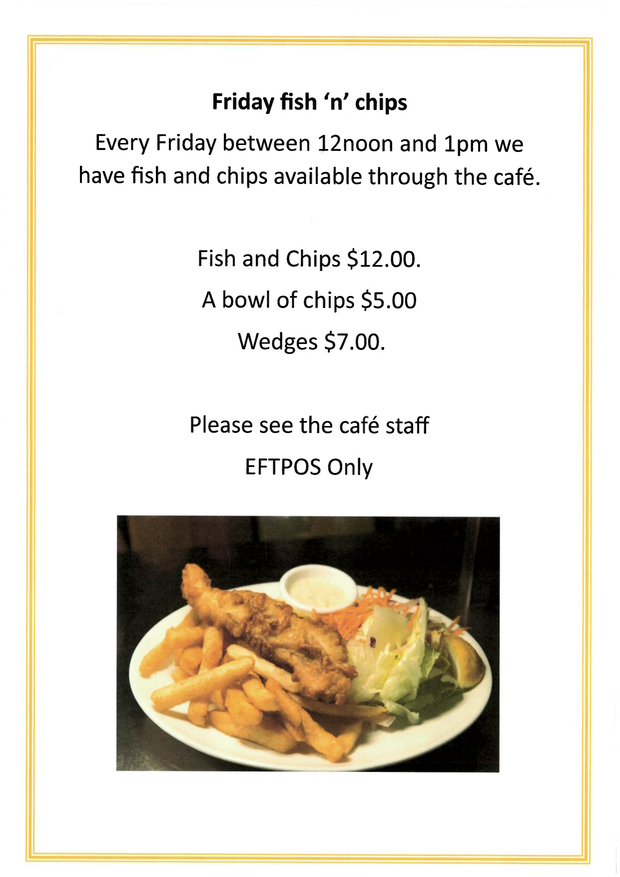 Friday fish ‘n’ chips
Every Friday between 12noon and 1pm we
have fish and chips available through the café.
Fish and Chips $12.00.
A bowl of chips $5.00
Wedges $7.00.
Please see the café staff
EFTPOS Only